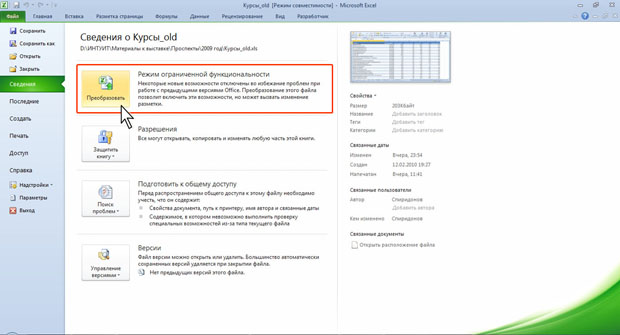 Курсы_old [Режим совместимости] - Microsoft Excel
Файл Главная Вставка Разметка страницы Формулы Данные Рецензирование Вид Разработчик
Сохранить
Сохранить как
Открыть
Закрыть
Сведения
Последние
Создать
Печать
Доступ
Справка
Надстройки
Параметры
Выход
Сведения о Курсы_old
D:\ИНТУИТ\Материалы к выставке\Проспекты\2009 год\Курсы_old.xls
Преобразовать
Режим ограниченной функциональности
Некоторые новые возможности отключены во избежание проблем при
работе с предыдущими версиями Office. Преобразование этого файла
позволит включить эти возможности, но может вызвать изменение
разметки.
Защитить
книгу
Разрешения
Все могут открывать, копировать и изменять любую часть этой книги.
Поиск
проблем
Подготовить к общему доступу
Перед распространением общего доступа к этому файлу необходимо
учесть, что он содержит:
Свойства документа, путь к принтеру, имя автора и связанные даты
Содержимое, в котором невозможно выполнить проверку
специальных возможностей из-за типа текущего файла
Управление
версиями
Версии
Файл версии можно открыть или удалить. Большинство автоматически
сохраненных версий удаляется при закрытии файла.
Нет предыдущих версий этого файла.
Свойства
Размер 203Кбайт
Название Добавить заголовок
Теги Добавить тег
Категории Добавить категорию
Связанные даты
Изменен Вчера, 23:54
Создан 12.02.2010 19:27
Напечатан Вчера, 11:41
Связанные пользователи
Автор Спиридонов
Добавить автора
Кем изменено Спиридонов
Связанные документы
Открыть расположение файла